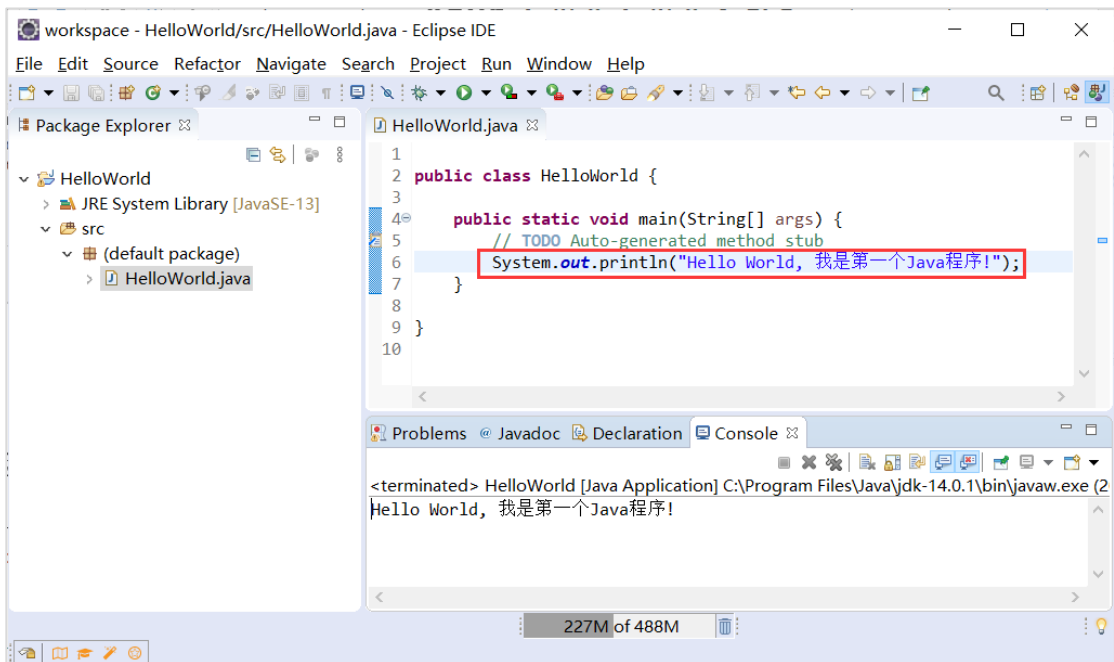 workspace - HelloWorld/src/HelloWorld.java - Eclipse IDE
File Edit Source Refactor Navigate Search Project Run Window Help
Package Explorer
HelloWorld
JRE System Library [JavaSE-13]
src
(default package)
HelloWorld.java
HelloWorld.java
1
2 public class HelloWorld {
3
4 public static void main(String[] args) {
5 // TODO Auto-generated method stub
6 System.out.println("Hello World, 我是第一个Java程序!");
7 }
8
9 }
10
Problems @ Javadoc Declaration Console
<terminated> HelloWorld [Java Application] C:\Program Files\Java\jdk-14.0.1\bin\javaw.exe (2
Hello World, 我是第一个Java程序!
227M of 488M